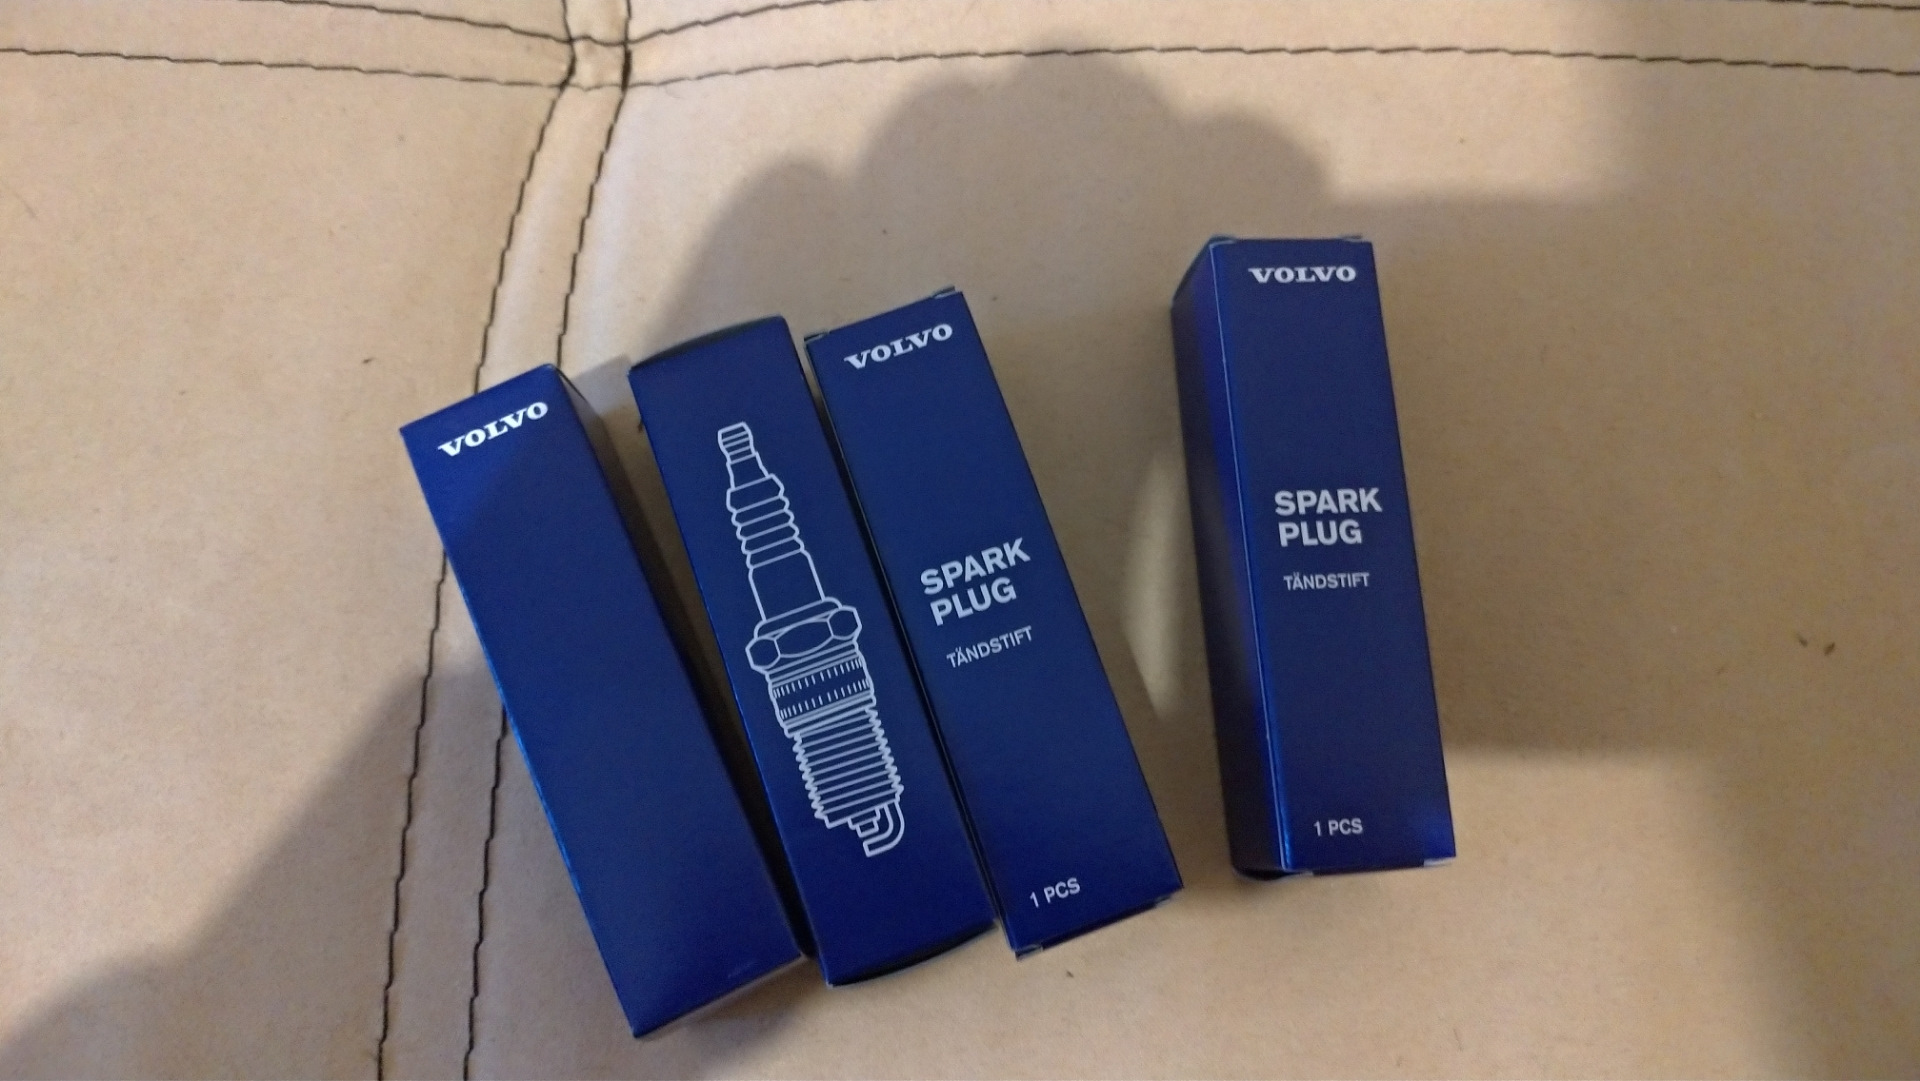 VOLVO
VOLVO
SPARK
PLUG
TÄNDSTIFT
1 PCS
VOLVO
SPARK
PLUG
TÄNDSTIFT
1 PCS